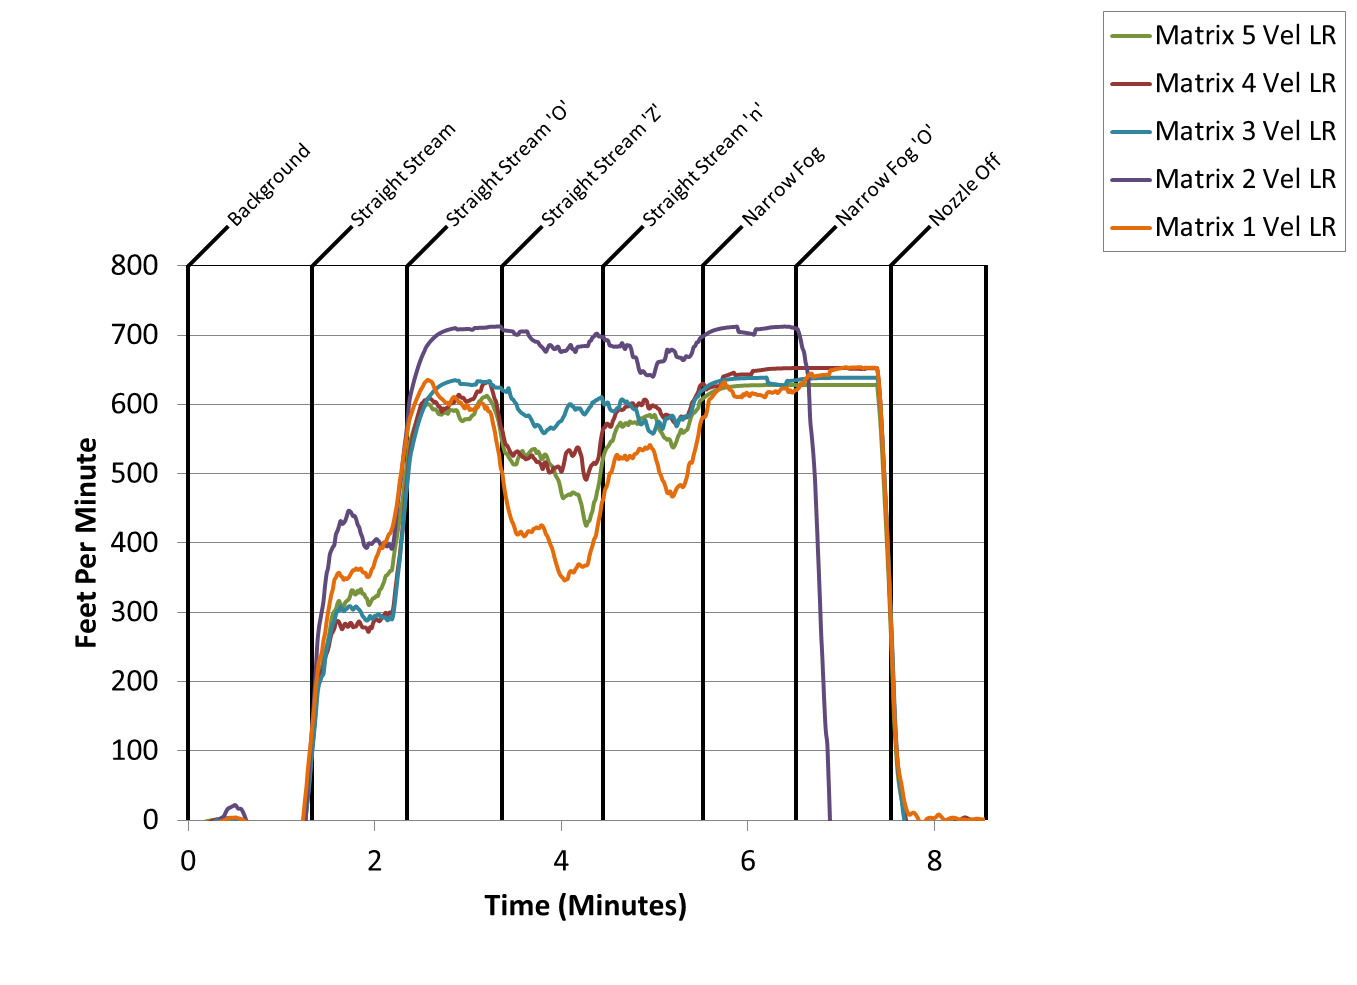 Matrix 5 Vel LR
Matrix 4 Vel LR
Matrix 3 Vel LR
Matrix 2 Vel LR
Matrix 1 Vel LR
Background
Straight Stream
Straight Stream 'O'
Straight Stream 'Z'
Straight Stream 'n'
Narrow Fog
Narrow Fog 'O'
Nozzle Off
800
700
600
500
400
300
200
100
0
Feet Per Minute
0 2 4 6 8
Time (Minutes)